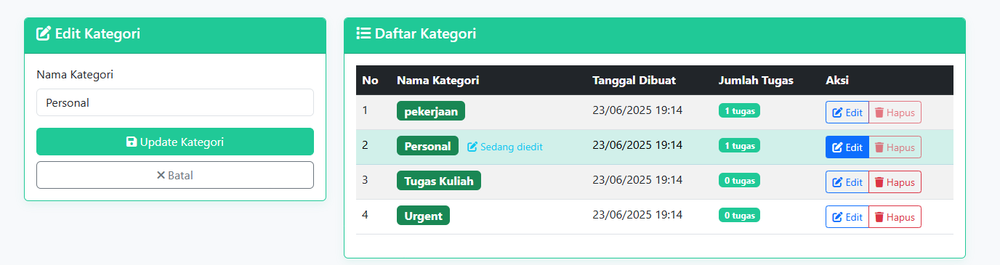 Edit Kategori
Nama Kategori
Personal
Update Kategori
Batal
Daftar Kategori
No Nama Kategori Tanggal Dibuat Jumlah Tugas Aksi
1 pekerjaan 23/06/2025 19:14 1 tugas Edit Hapus
2 Personal Sedang diedit 23/06/2025 19:14 1 tugas Edit Hapus
3 Tugas Kuliah 23/06/2025 19:14 0 tugas Edit Hapus
4 Urgent 23/06/2025 19:14 0 tugas Edit Hapus